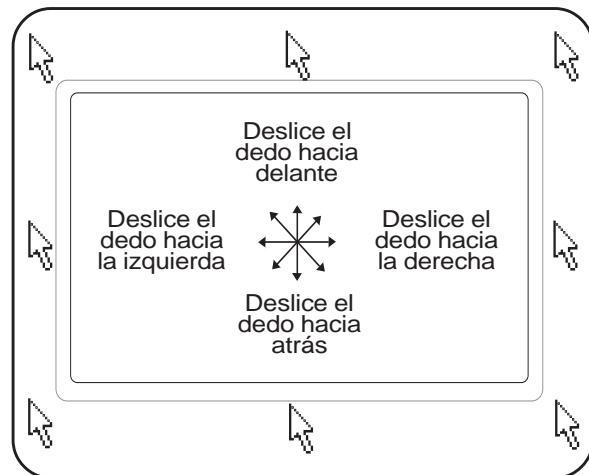 Deslice el
dedo hacia
delante
Deslice el
dedo hacia
la izquierda
Deslice el
dedo hacia
la derecha
Deslice el
dedo hacia
atrás